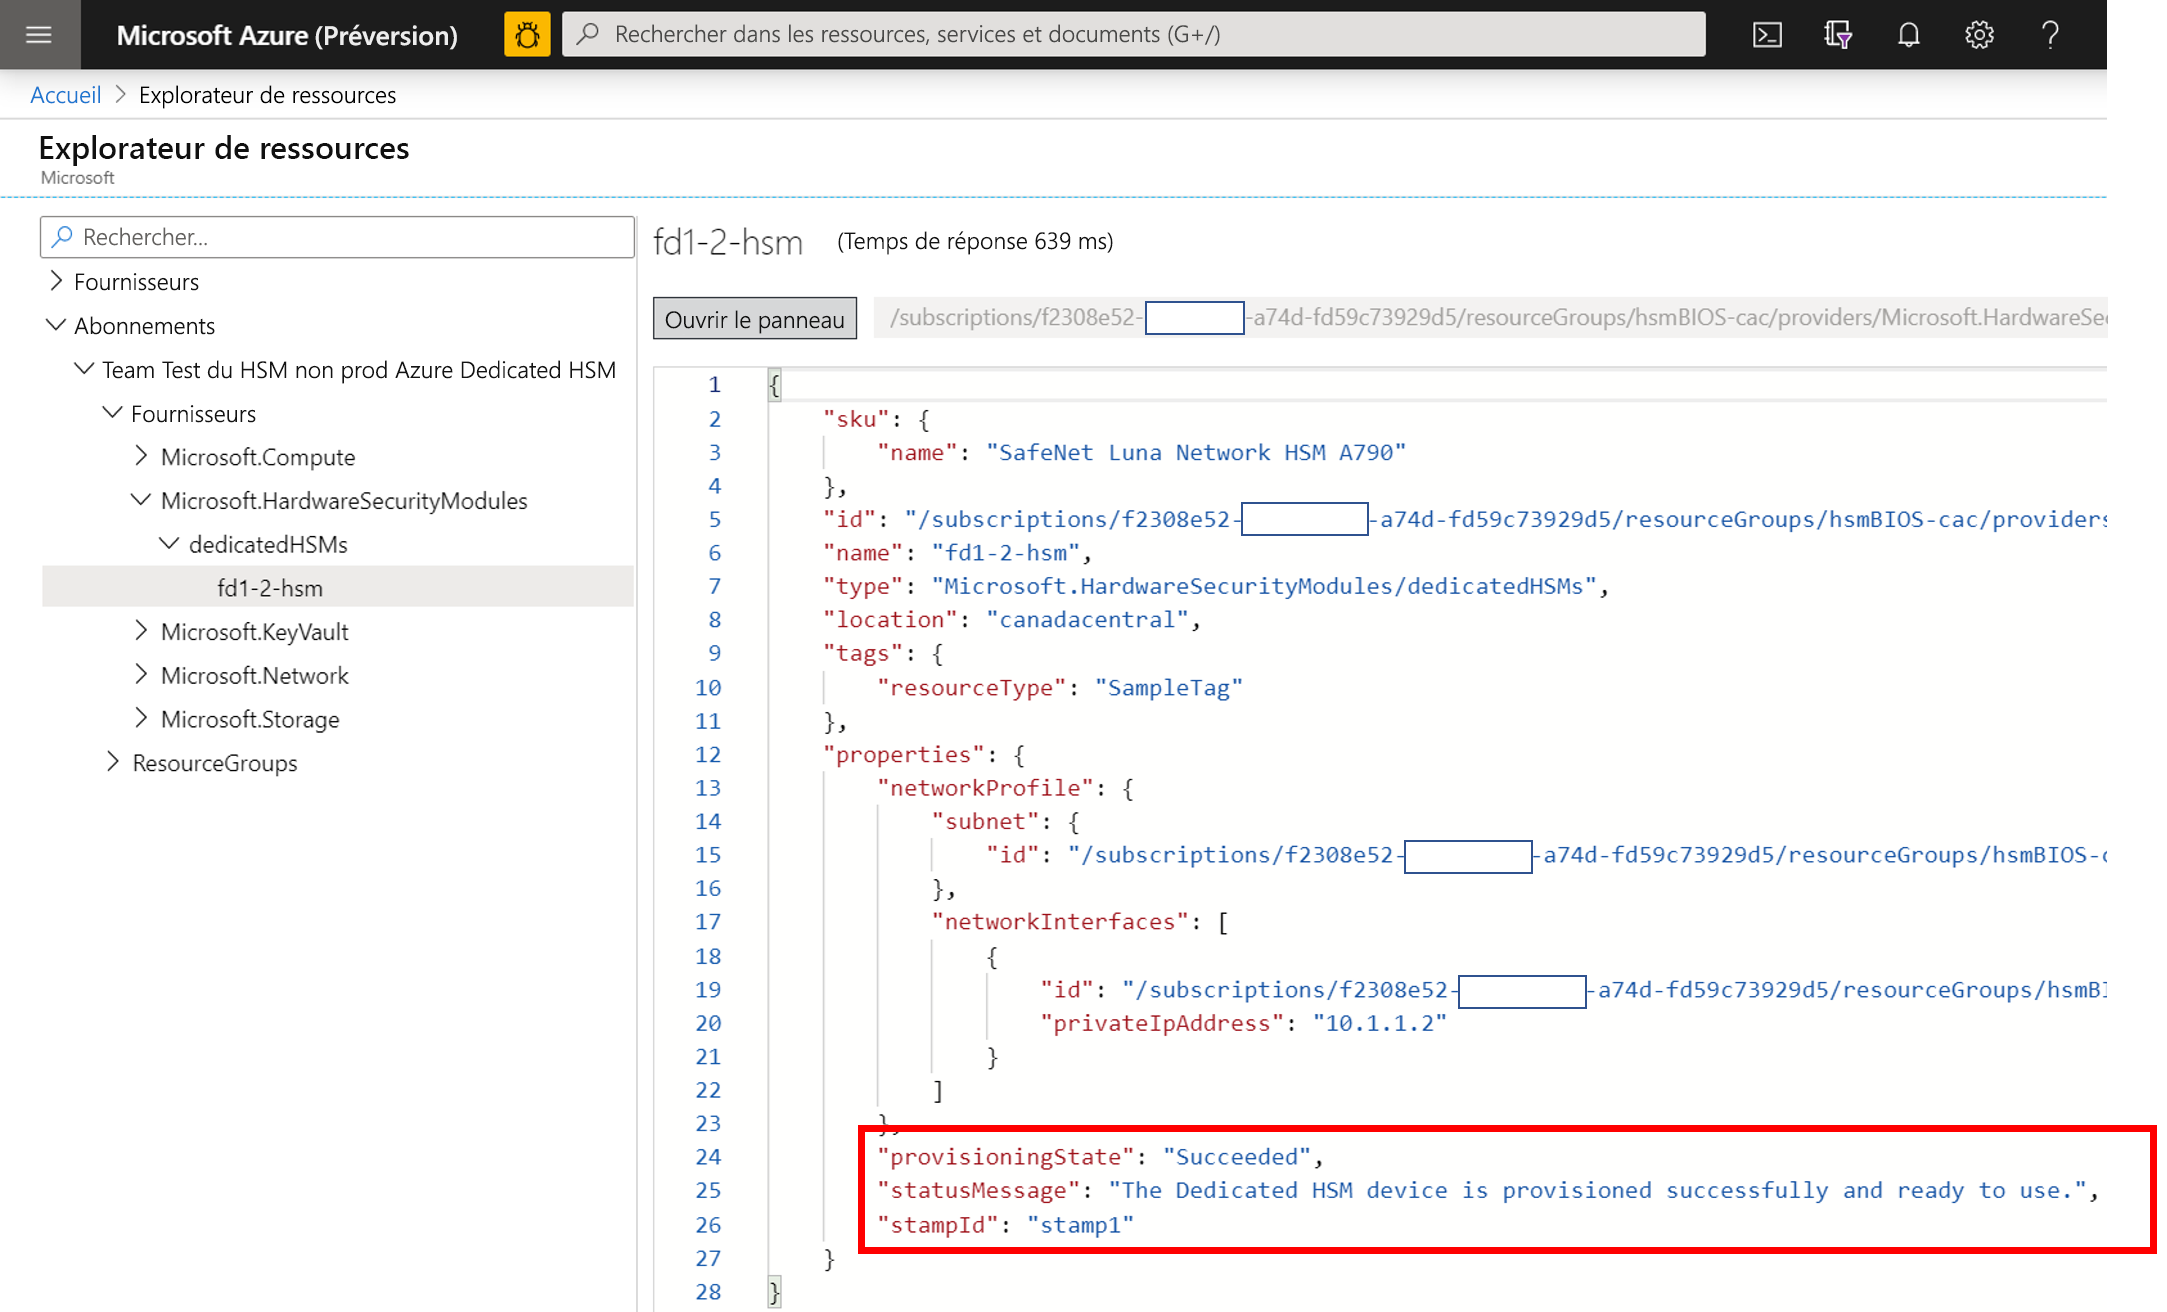 Microsoft Azure (Préversion)
Rechercher dans les ressources, services et documents (G+/)
Accueil > Explorateur de ressources
Explorateur de ressources
Microsoft
Rechercher...
Fournisseurs
Abonnements
Team Test du HSM non prod Azure Dedicated HSM
Fournisseurs
Microsoft.Compute
Microsoft.HardwareSecurityModules
dedicatedHSMs
fd1-2-hsm
Microsoft.KeyVault
Microsoft.Network
Microsoft.Storage
ResourceGroups
fd1-2-hsm (Temps de réponse 639 ms)
Ouvrir le panneau /subscriptions/f2308e52- -a74d-fd59c73929d5/resourceGroups/hsmBIOS-cac/providers/Microsoft.HardwareSe
1 {
2 "sku": {
3 "name": "SafeNet Luna Network HSM A790"
4 },
5 "id": "/subscriptions/f2308e52- -a74d-fd59c73929d5/resourceGroups/hsmBIOS-cac/providers
6 "name": "fd1-2-hsm",
7 "type": "Microsoft.HardwareSecurityModules/dedicatedHSMs",
8 "location": "canadacentral",
9 "tags": {
10 "resourceType": "SampleTag"
11 },
12 "properties": {
13 "networkProfile": {
14 "subnet": {
15 "id": "/subscriptions/f2308e52- -a74d-fd59c73929d5/resourceGroups/hsmBIOS-c
16 },
17 "networkInterfaces": [
18 {
19 "id": "/subscriptions/f2308e52- -a74d-fd59c73929d5/resourceGroups/hsmB
20 "privateIpAddress": "10.1.1.2"
21 }
22 ]
23 },
24 "provisioningState": "Succeeded",
25 "statusMessage": "The Dedicated HSM device is provisioned successfully and ready to use.",
26 "stampId": "stamp1"
27 }
28 }